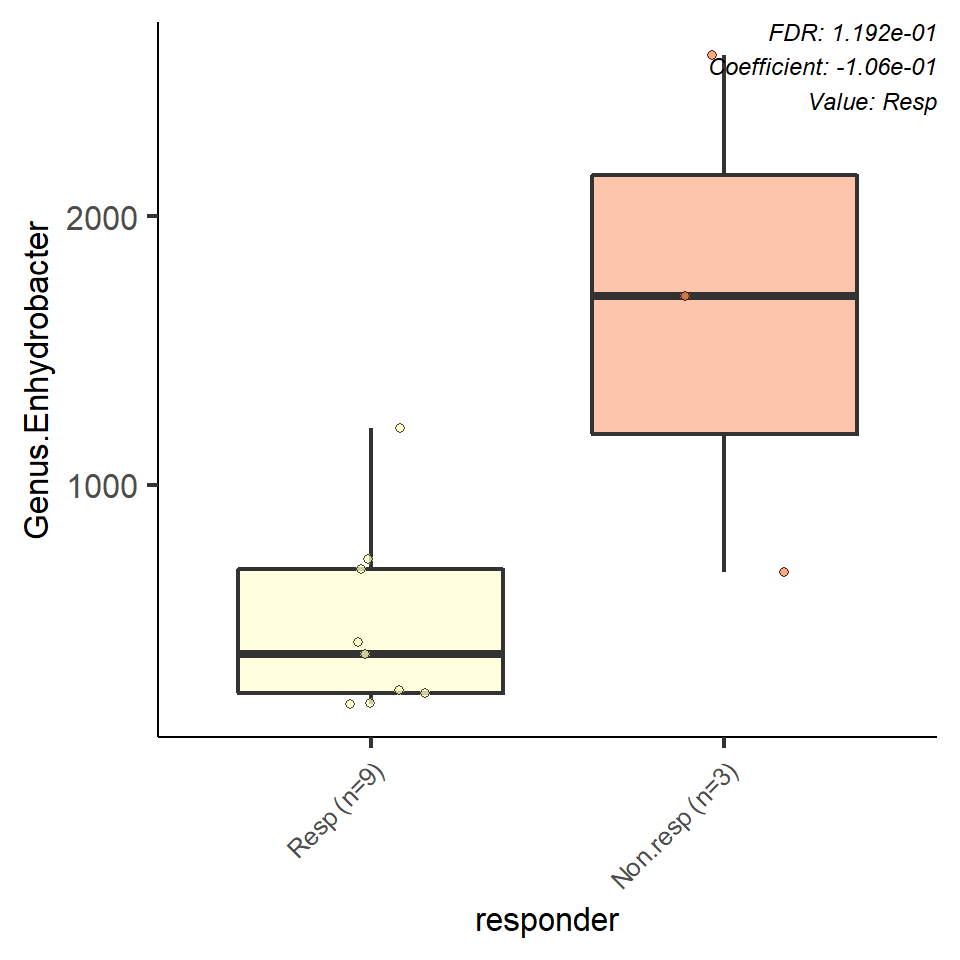 FDR: 1.192e-01
Coefficient: -1.06e-01
Value: Resp
Genus.Enhydrobacter
2000
1000
Resp (n=9)
Non.resp (n=3)
responder